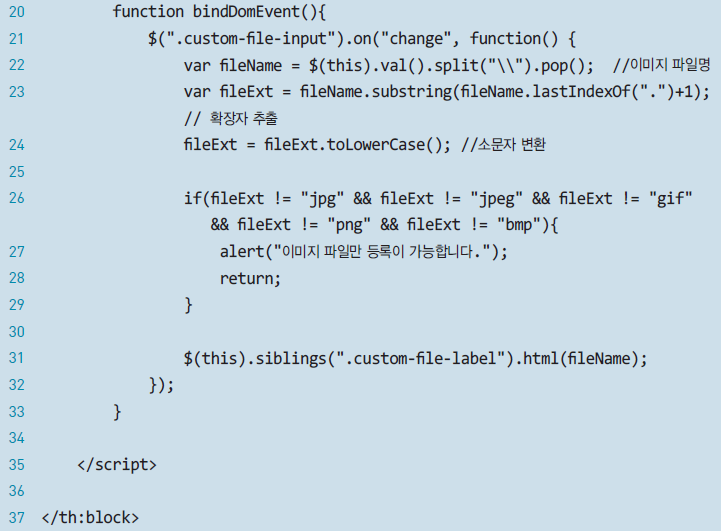 20 function bindDomEvent(){
21 $(".custom-file-input").on("change", function() {
22 var fileName = $(this).val().split("\\").pop(); //이미지 파일명
23 var fileExt = fileName.substring(fileName.lastIndexOf(".")+1);
// 확장자 추출
24 fileExt = fileExt.toLowerCase(); //소문자 변환
25
26 if(fileExt != "jpg" && fileExt != "jpeg" && fileExt != "gif"
&& fileExt != "png" && fileExt != "bmp"){
27 alert("이미지 파일만 등록이 가능합니다.");
28 return;
29 }
30
31 $(this).siblings(".custom-file-label").html(fileName);
32 });
33 }
34
35 </script>
36
37 </th:block>